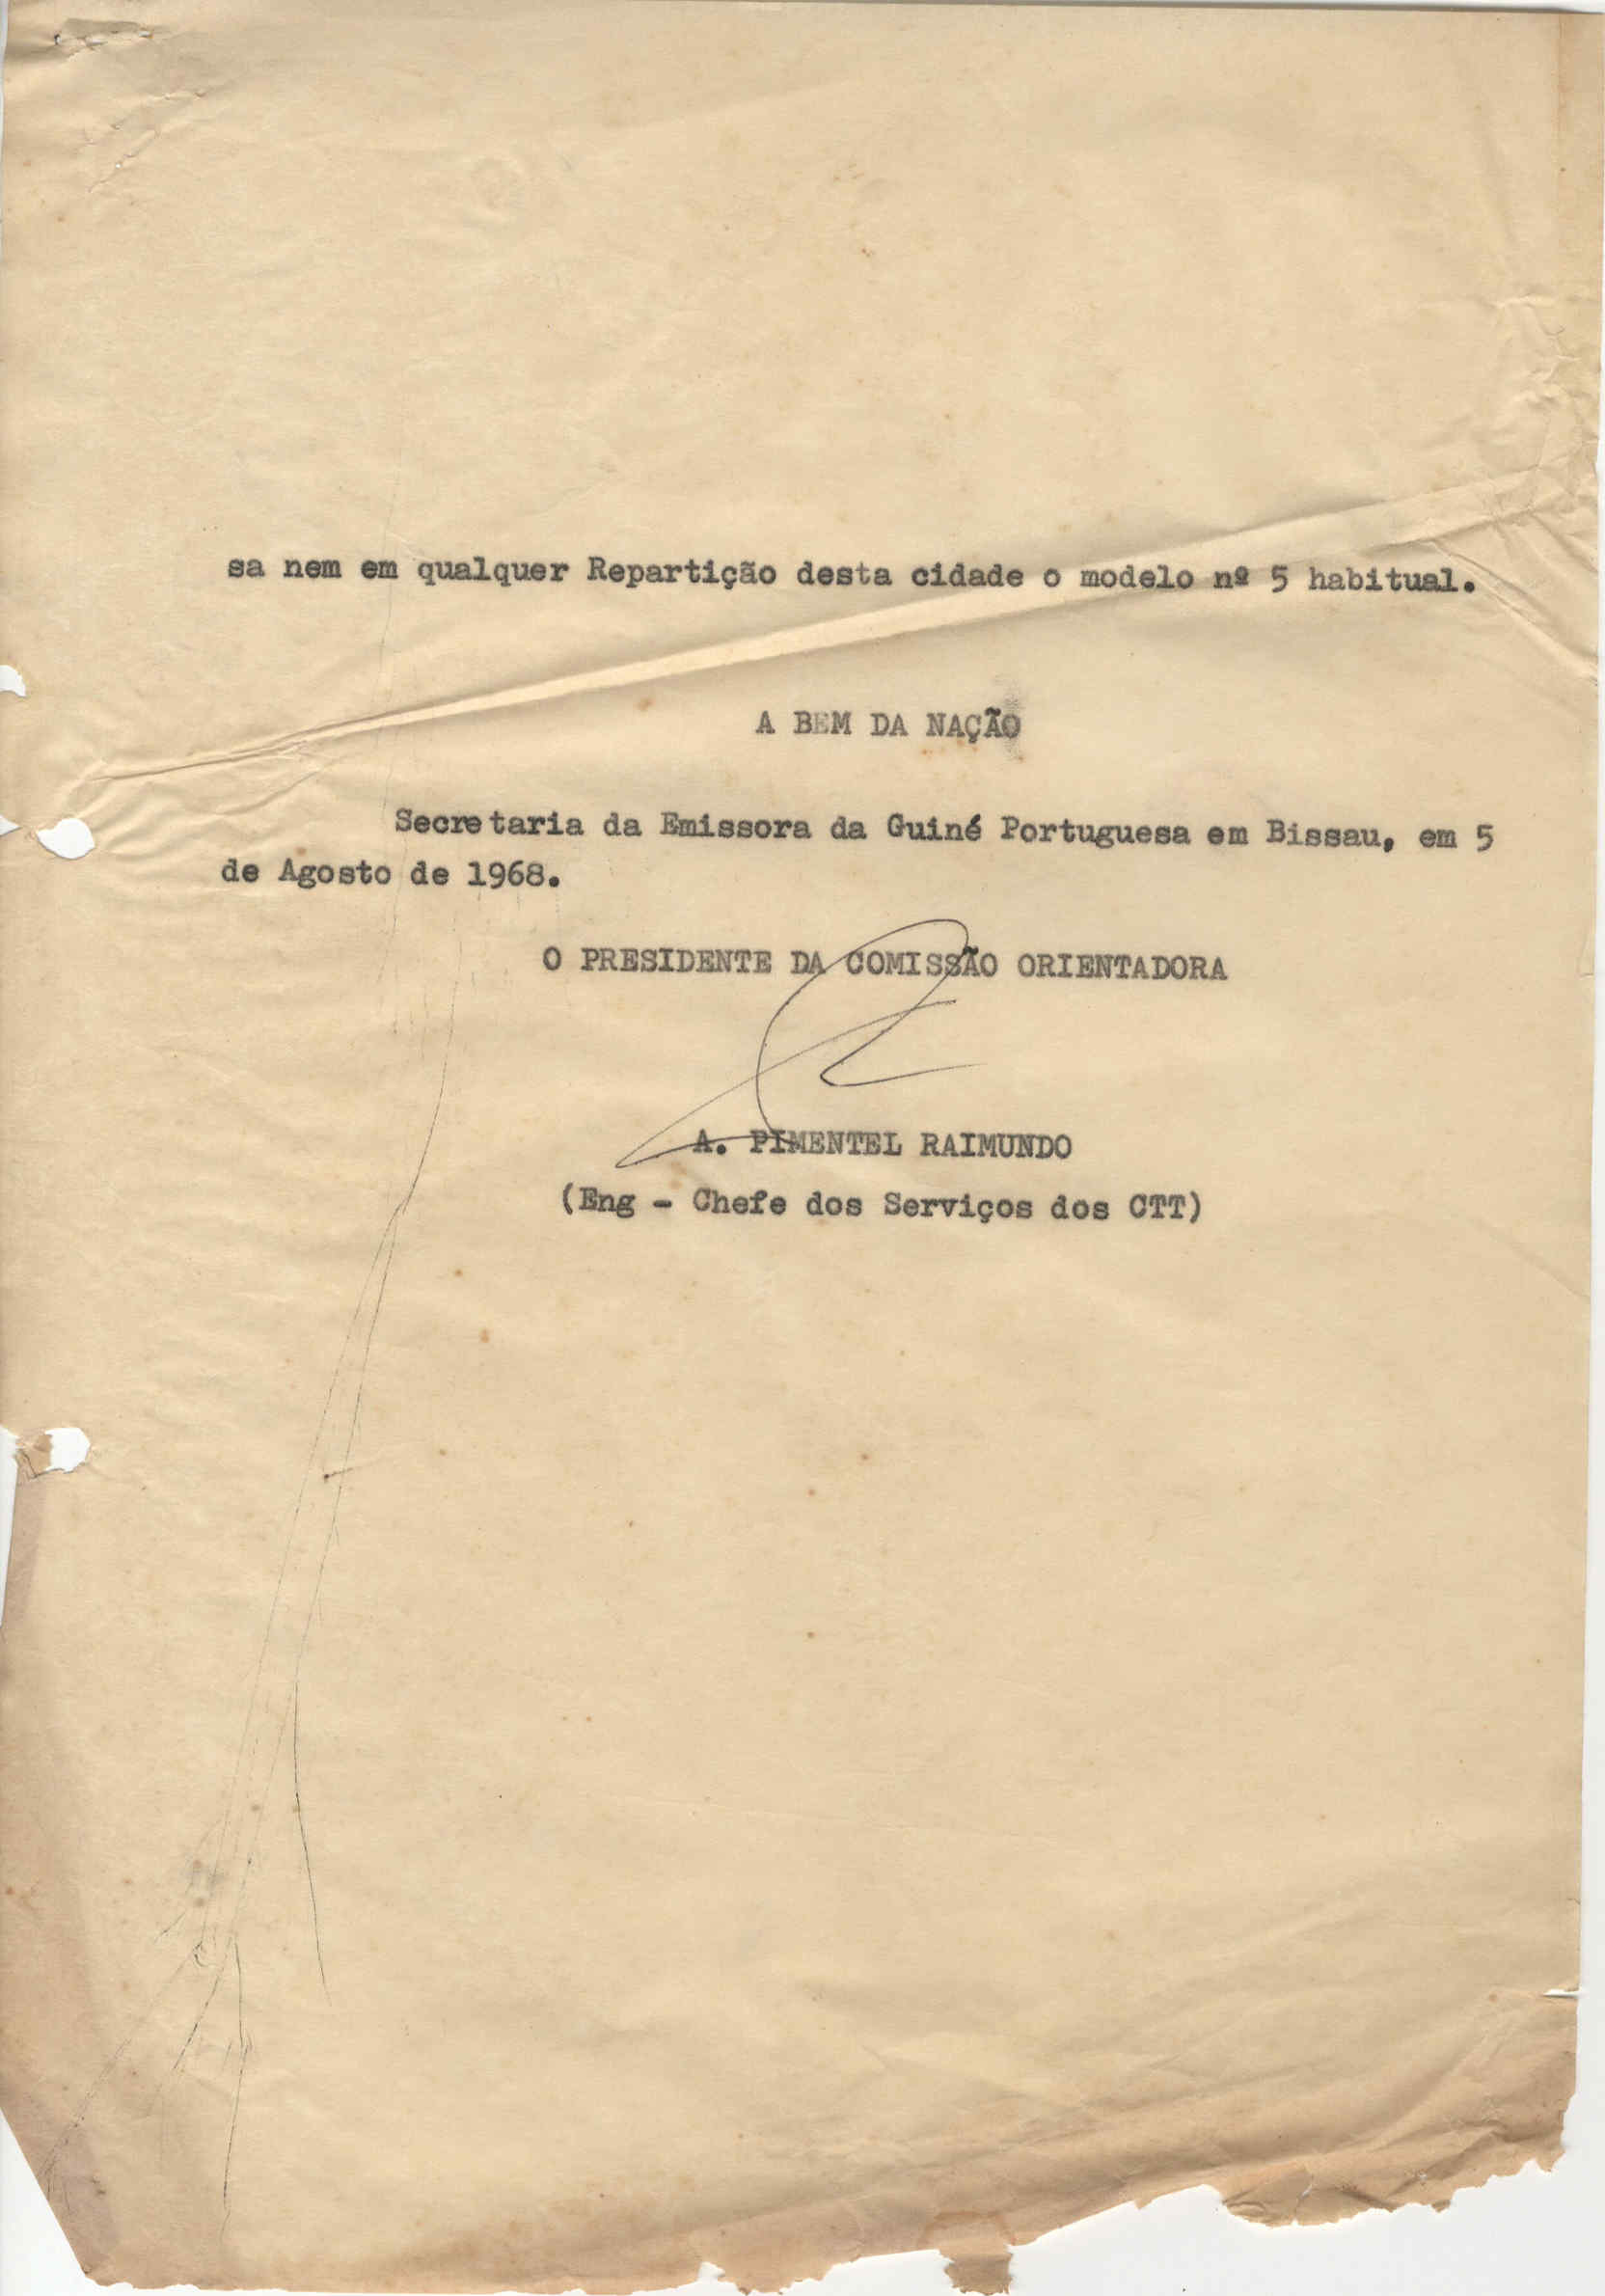 sa nem em qualquer Repartição desta cidade o modelo nº 5 habitual.
A BEM DA NAÇÃO
Secretaria da Emissora da Guiné Portuguesa em Bissau, em 5
de Agosto de 1968.
O PRESIDENTE DA COMISSÃO ORIENTADORA
A. PIMENTEL RAIMUNDO
(Eng - Chefe dos Serviços dos CTT)